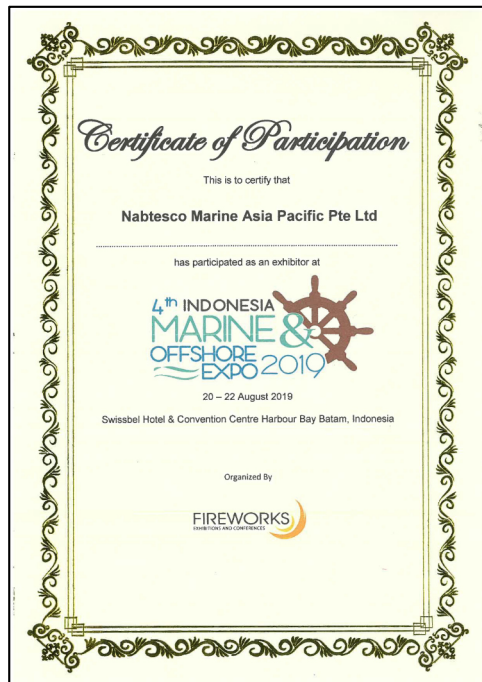 Certificate of Participation
This is to certify that
Nabtesco Marine Asia Pacific Pte Ltd
has participated as an exhibitor at
4th INDONESIA
MARINE &
OFFSHORE
EXPO 2019
20 – 22 August 2019
Swissbel Hotel & Convention Centre Harbour Bay Batam, Indonesia
Organized By
FIREWORKS
EXHIBITIONS AND CONFERENCES